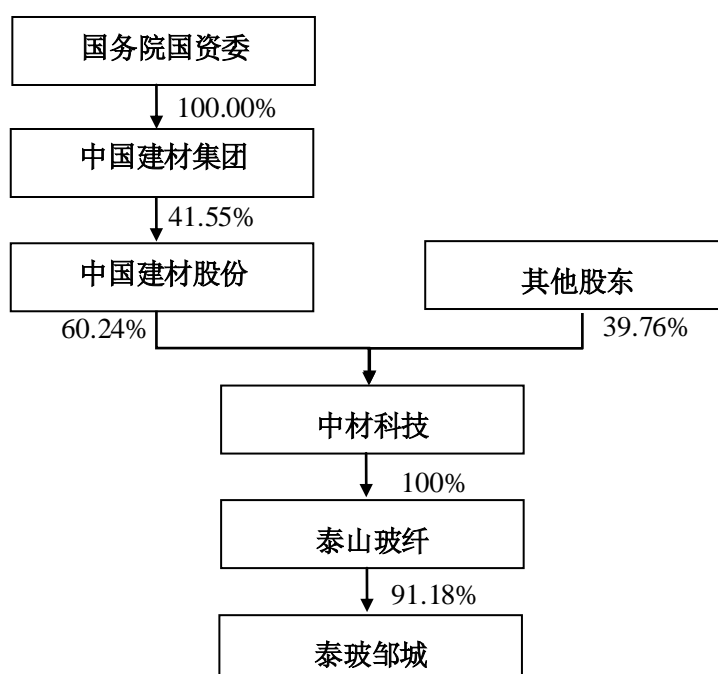 国务院国资委
100.00%
中国建材集团
41.55%
中国建材股份
其他股东
60.24%
39.76%
中材科技
100%
泰山玻纤
91.18%
泰玻邹城